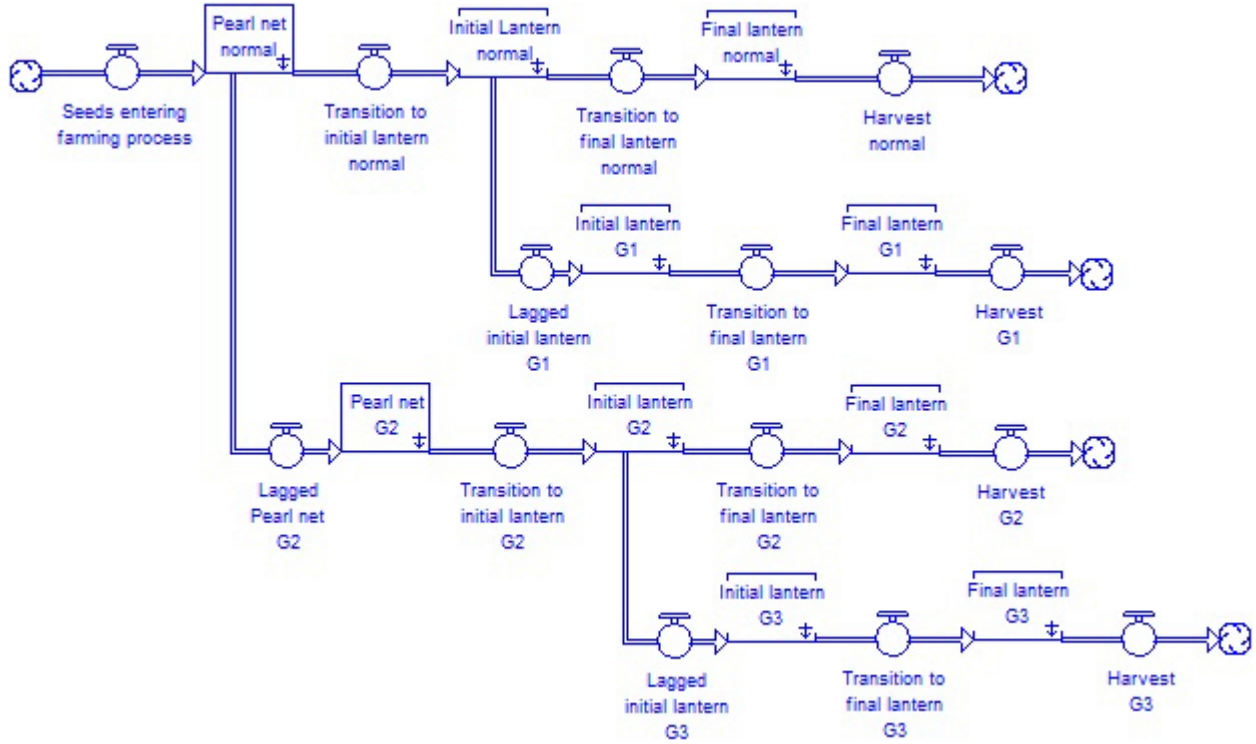 Pearl net
normal
Initial Lantern
normal
Final lantern
normal
Seeds entering
farming process
Transition to
initial lantern
normal
Transition to
final lantern
normal
Harvest
normal
Initial lantern
G1
Final lantern
G1
Lagged
initial lantern
G1
Transition to
final lantern
G1
Harvest
G1
Pearl net
G2
Initial lantern
G2
Final lantern
G2
Lagged
Pearl net
G2
Transition to
initial lantern
G2
Transition to
final lantern
G2
Harvest
G2
Initial lantern
G3
Final lantern
G3
Lagged
initial lantern
G3
Transition to
final lantern
G3
Harvest
G3